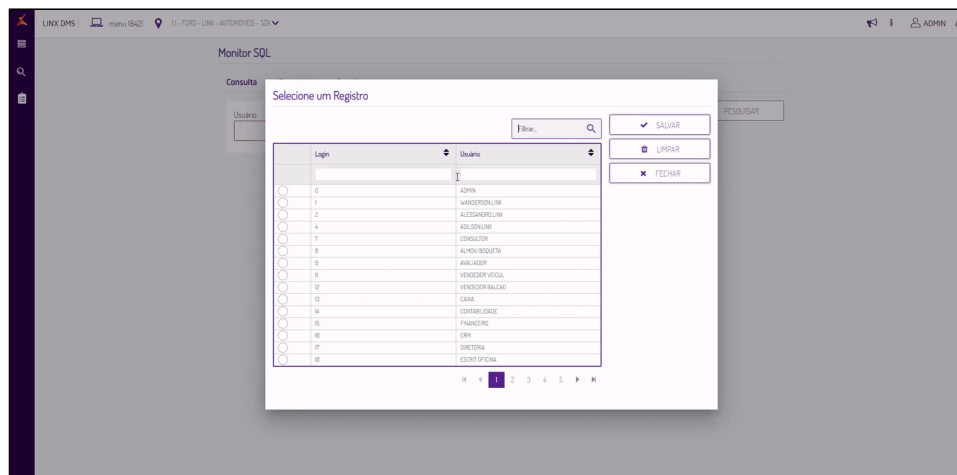 LINX DMS menu 18421 11 - FORD - LINX - AUTOMOVEIS - SZK ADMIN
Monitor SQL
Consulta
Selecione um Registro
Usuário
PESQUISAR
Filtrar...
SALVAR
LIMPAR
FECHAR
Login Usuário
0 ADMIN
1 WANDERSON.LINX
2 ALESSANDRO.LINX
4 ADILSON.LINX
7 CONSULTOR
8 ALMOX/BOQUETA
9 AVALIADOR
11 VENDEDOR VEICUL
12 VENDEDOR BALCAO
13 CAIXA
14 CONTABILIDADE
15 FINANCEIRO
16 CRM
17 DIRETORIA
18 ESCRIT OFICINA
1 2 3 4 5